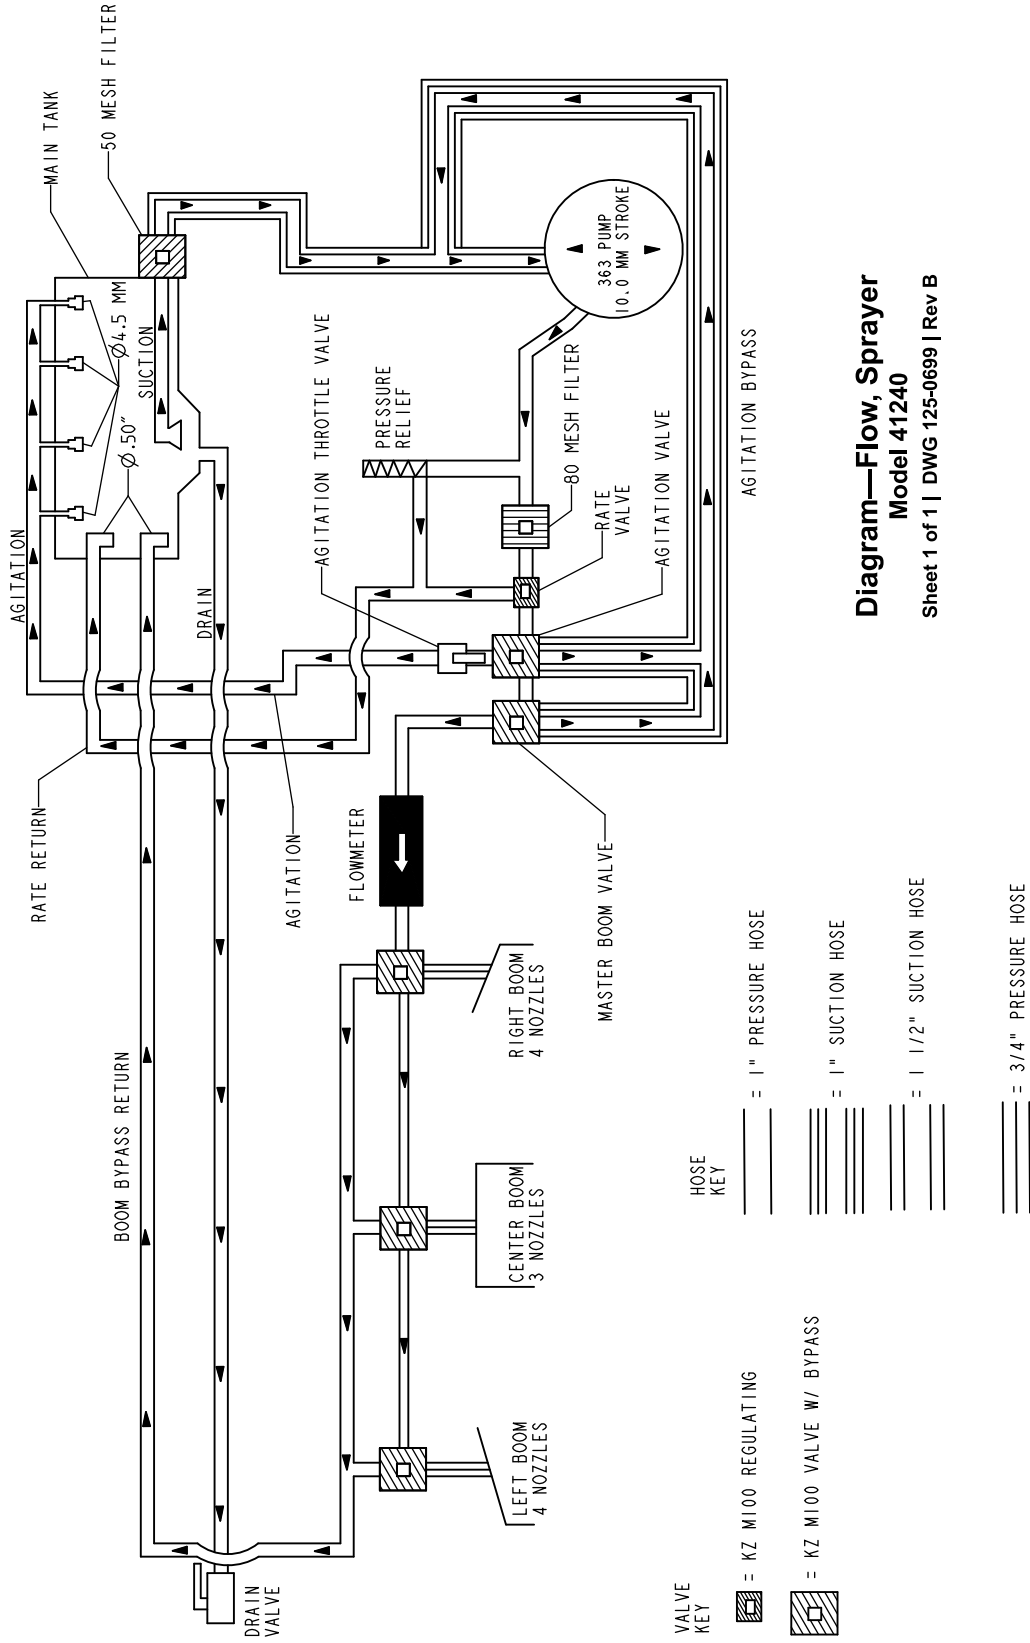 MAIN TANK
50 MESH FILTER
AGITATION
Ø4.5 MM
SUCTION
Ø.50"
RATE RETURN
DRAIN
AGITATION THROTTLE VALVE
PRESSURE
RELIEF
363 PUMP
10.0 MM STROKE
80 MESH FILTER
RATE
VALVE
AGITATION VALVE
AGITATION BYPASS
AGITATION
FLOWMETER
MASTER BOOM VALVE
BOOM BYPASS RETURN
RIGHT BOOM
4 NOZZLES
CENTER BOOM
3 NOZZLES
LEFT BOOM
4 NOZZLES
DRAIN
VALVE
VALVE
KEY
= KZ M100 REGULATING
= KZ M100 VALVE W/ BYPASS
HOSE
KEY
= 1" PRESSURE HOSE
= 1" SUCTION HOSE
= 1 1/2" SUCTION HOSE
= 3/4" PRESSURE HOSE
Diagram—Flow, Sprayer
Model 41240
Sheet 1 of 1 | DWG 125-0699 | Rev B